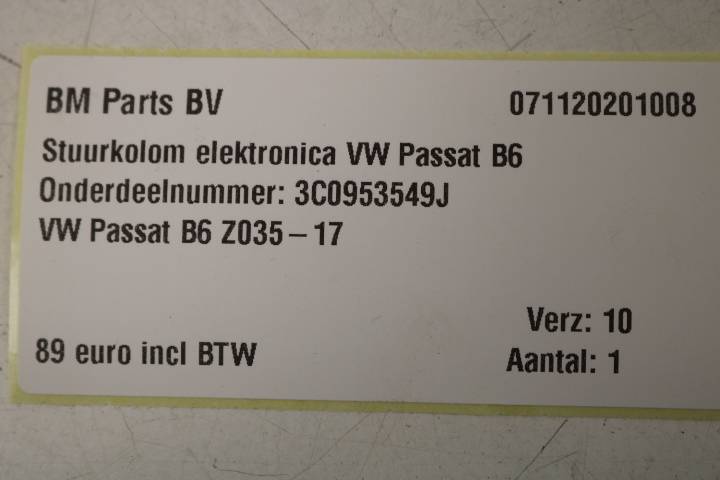 BM Parts BV 071120201008
Stuurkolom elektronica VW Passat B6
Onderdeelnummer: 3C0953549J
VW Passat B6 Z035-17
Verz: 10
89 euro incl BTW Aantal: 1